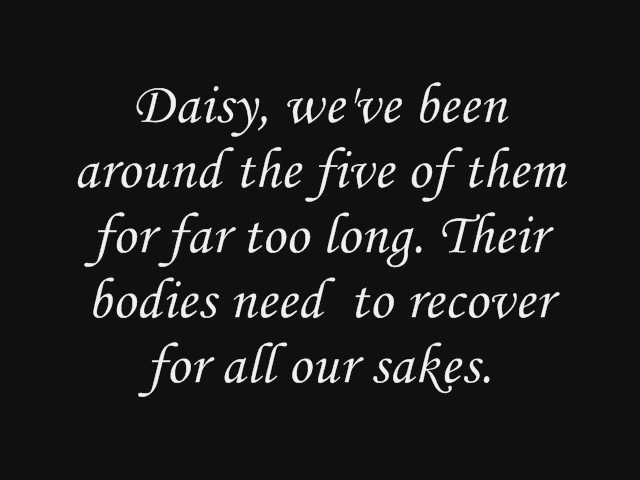 Daisy, we've been
around the five of them
for far too long. Their
bodies need  to recover
for all our sakes.